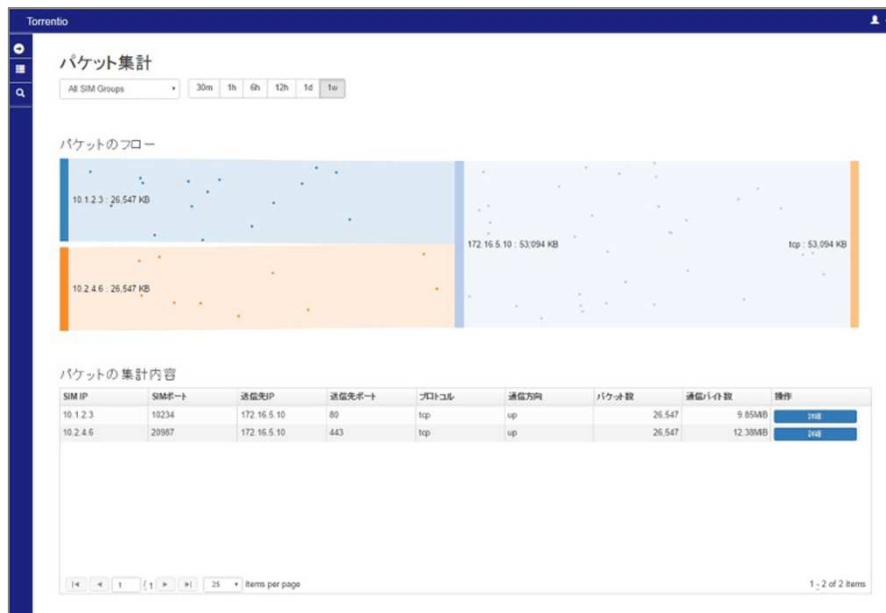 Torrentio
パケット集計
All SIM Groups 30m 1h 6h 12h 1d 1w
パケットのフロー
10.1.2.3 : 26,547 KB
172.16.5.10 : 53,094 KB
tcp : 53,094 KB
10.2.4.6 : 26,547 KB
パケットの集計内容
SIM IP SIMポート 送信先IP 送信先ポート プロトコル 通信方向 パケット数 通信バイト数 操作
10.1.2.3 10234 172.16.5.10 80 tcp up 26,547 9.85MiB 詳細
10.2.4.6 20987 172.16.5.10 443 tcp up 26,547 12.38MiB 詳細
1 / 1 25 items per page 1 - 2 of 2 items